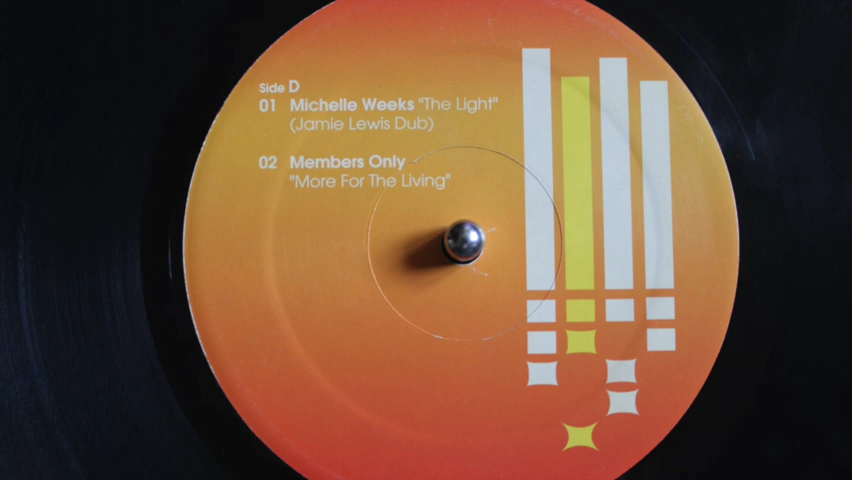 Side D
01 Michelle Weeks "The Light"
(Jamie Lewis Dub)
02 Members Only
"More For The Living"